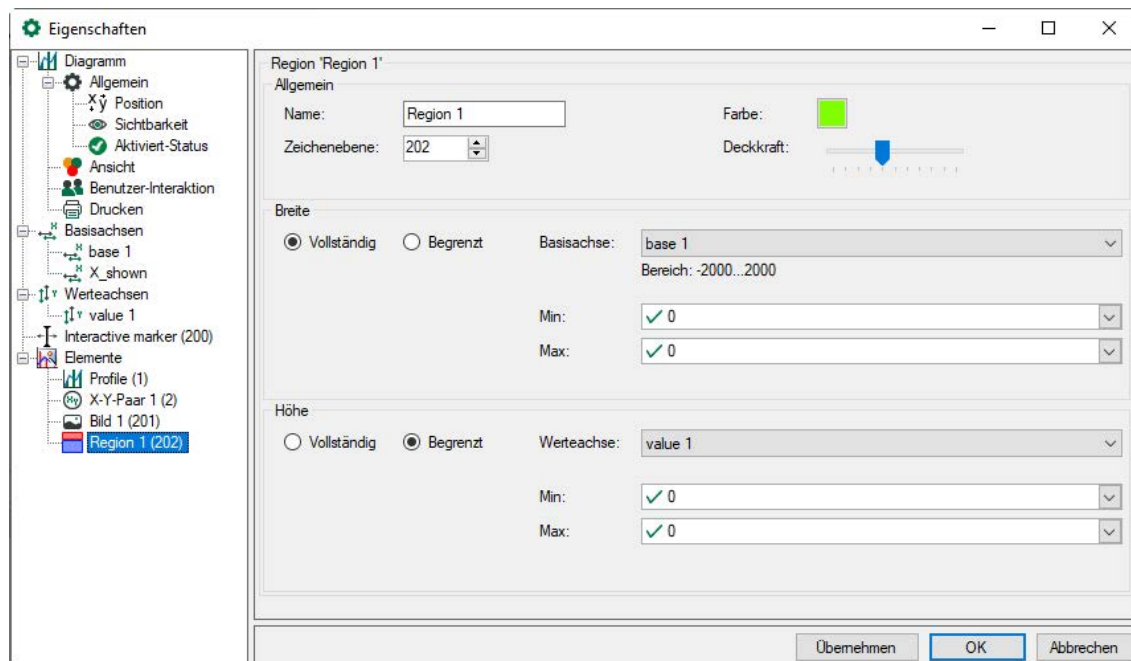 Eigenschaften
Diagramm
Allgemein
Position
Sichtbarkeit
Aktiviert-Status
Ansicht
Benutzer-Interaktion
Drucken
Basisachsen
base 1
X_shown
Werteachsen
value 1
Interactive marker (200)
Elemente
Profile (1)
X-Y-Paar 1 (2)
Bild 1 (201)
Region 1 (202)
Region 'Region 1'
Allgemein
Name: Region 1 Farbe:
Zeichenebene: 202 Deckkraft:
Breite
Vollständig Begrenzt Basisachse: base 1
Bereich: -2000...2000
Min: 0
Max: 0
Höhe
Vollständig Begrenzt Werteachse: value 1
Min: 0
Max: 0
Übernehmen OK Abbrechen